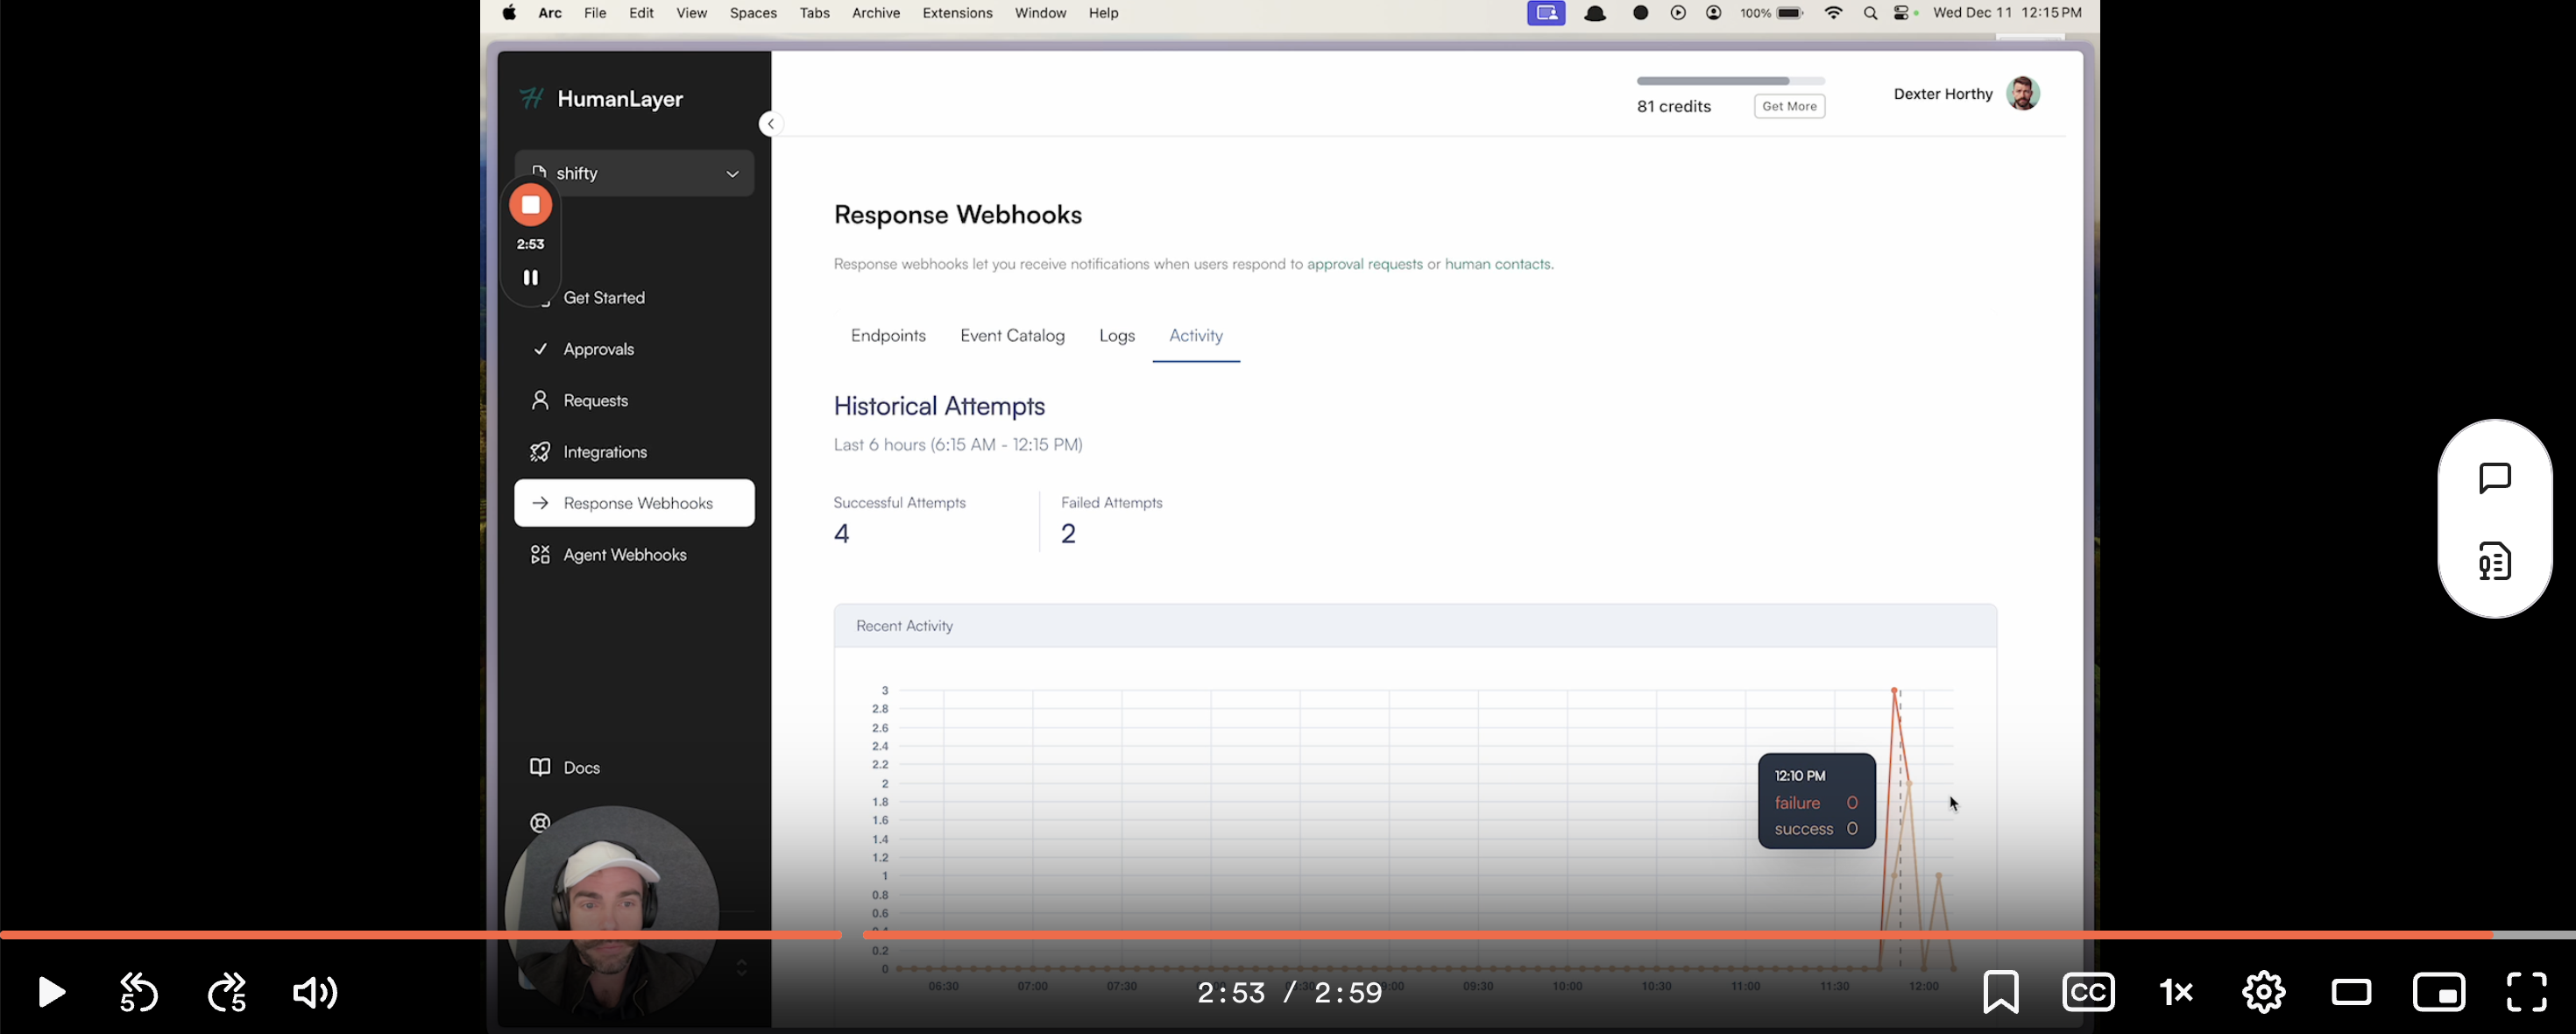 Arc File Edit View Spaces Tabs Archive Extensions Window Help
100% Wed Dec 11 12:15 PM
HumanLayer
81 credits
Get More
Dexter Horthy
shifty
2:53
Get Started
Approvals
Requests
Integrations
Response Webhooks
Agent Webhooks
Docs
Response Webhooks
Response webhooks let you receive notifications when users respond to approval requests or human contacts.
Endpoints Event Catalog Logs Activity
Historical Attempts
Last 6 hours (6:15 AM - 12:15 PM)
Successful Attempts
4
Failed Attempts
2
Recent Activity
3
2.8
2.6
2.4
2.2
2
1.8
1.6
1.4
1.2
1
0.8
0.6
0.2
0
12:10 PM
failure 0
success 0
06:30 07:00 07:30 09:30 10:00 10:30 11:00 11:30 12:00
5 5 2:53 / 2:59 CC 1x